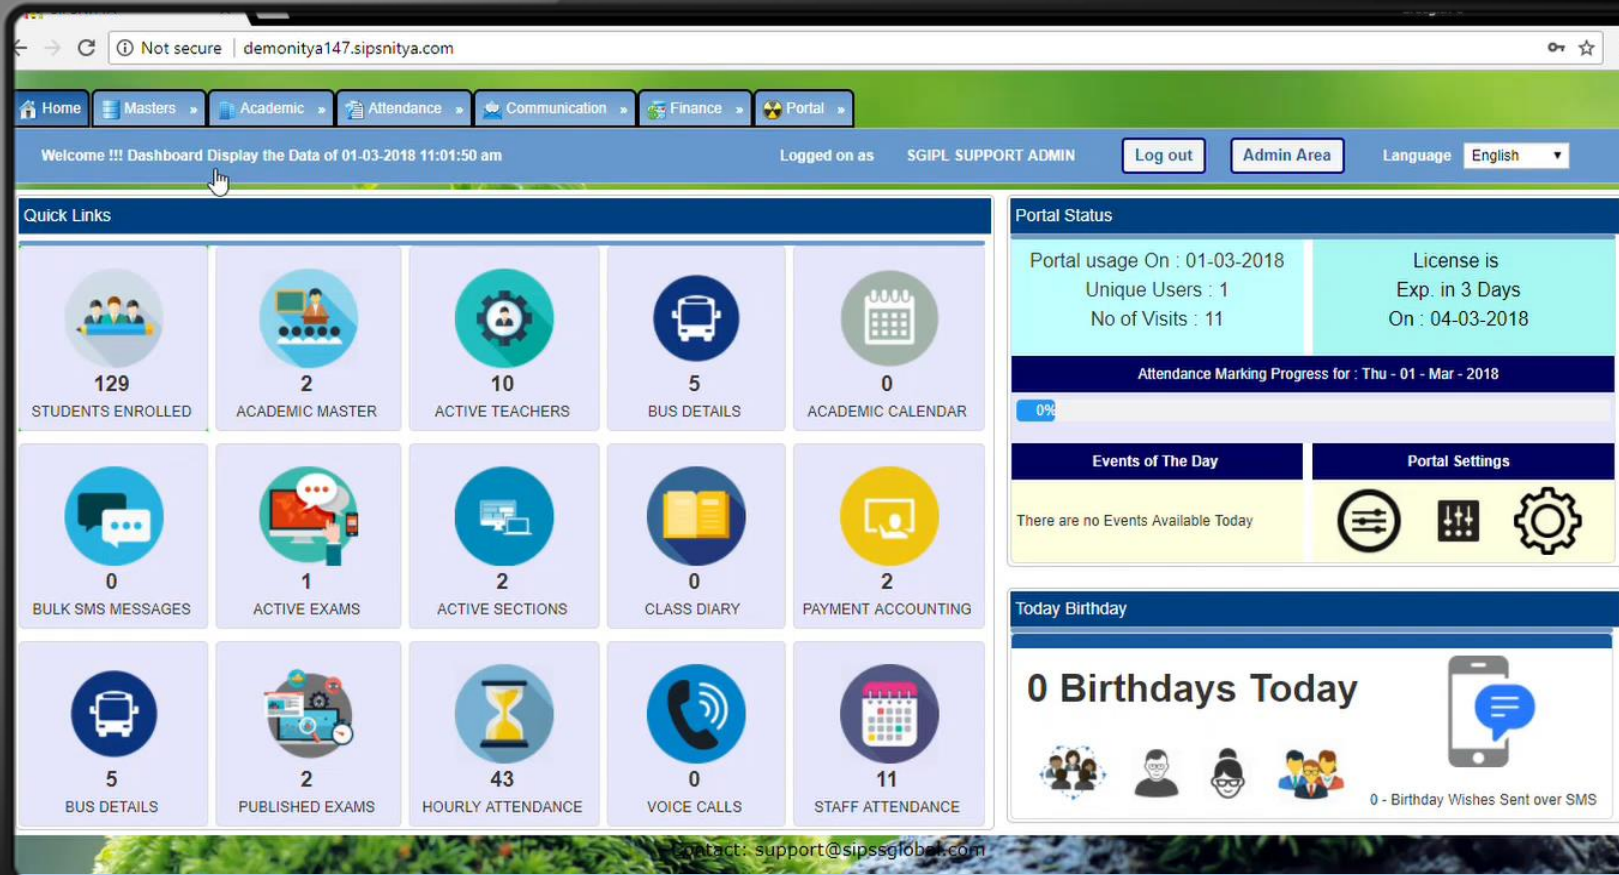 Not secure | demonitya147.sipsnitya.com
Home Masters » Academic » Attendance » Communication » Finance » Portal »
Welcome !!! Dashboard Display the Data of 01-03-2018 11:01:50 am Logged on as SGIPL SUPPORT ADMIN Log out Admin Area Language English
Quick Links
129
STUDENTS ENROLLED
2
ACADEMIC MASTER
10
ACTIVE TEACHERS
5
BUS DETAILS
0
ACADEMIC CALENDAR
0
BULK SMS MESSAGES
1
ACTIVE EXAMS
2
ACTIVE SECTIONS
0
CLASS DIARY
2
PAYMENT ACCOUNTING
5
BUS DETAILS
2
PUBLISHED EXAMS
43
HOURLY ATTENDANCE
0
VOICE CALLS
11
STAFF ATTENDANCE
Portal Status
Portal usage On : 01-03-2018
Unique Users : 1
No of Visits : 11
License is
Exp. in 3 Days
On : 04-03-2018
Attendance Marking Progress for : Thu - 01 - Mar - 2018
0%
Events of The Day
There are no Events Available Today
Portal Settings
Today Birthday
0 Birthdays Today
0 - Birthday Wishes Sent over SMS
Contact: support@sipssglobal.com